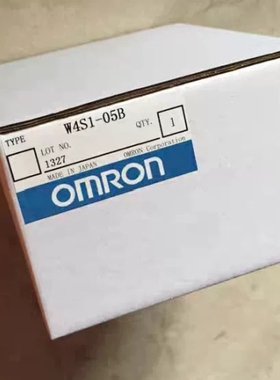 TYPE W4S1-05B
LOT NO. QTY. 1
1327
MADE IN JAPAN OMRON Corporation
OMRON